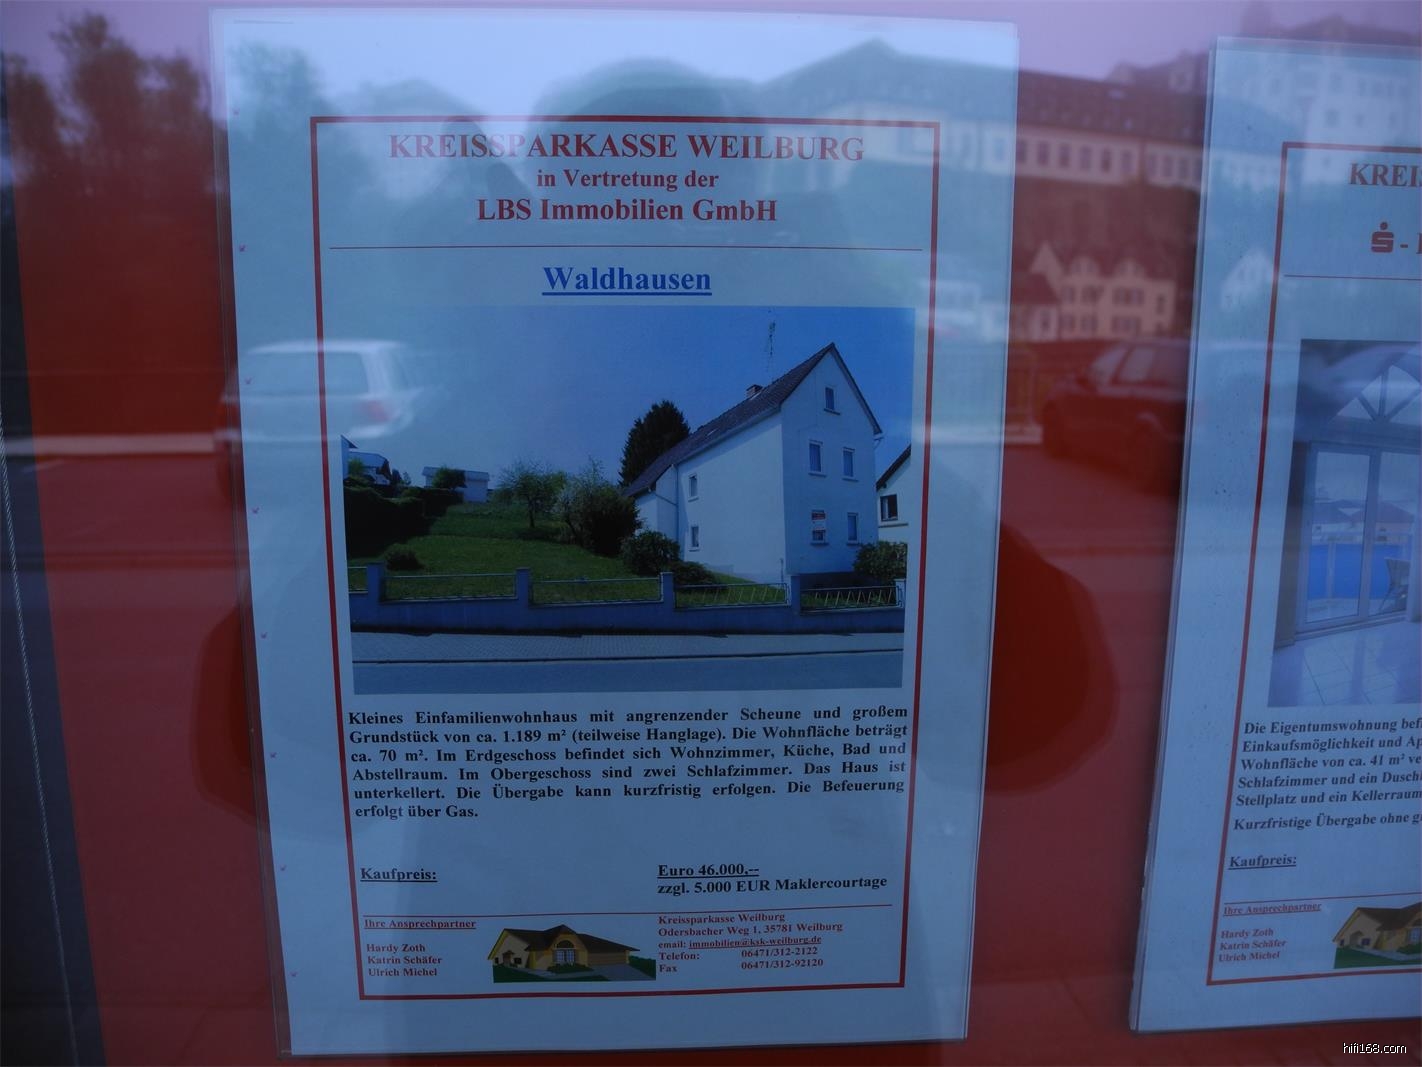 KREISSPARKASSE WEILBURG
in Vertretung der
LBS Immobilien GmbH
Waldhausen
Kleines Einfamilienwohnhaus mit angrenzender Scheune und großem
Grundstück von ca. 1.189 m² (teilweise Hanglage). Die Wohnfläche beträgt
ca. 70 m². Im Erdgeschoss befindet sich Wohnzimmer, Küche, Bad und
Abstellraum. Im Obergeschoss sind zwei Schlafzimmer. Das Haus ist
unterkellert. Die Übergabe kann kurzfristig erfolgen. Die Befeuerung
erfolgt über Gas.
Kaufpreis:
Euro 46.000,--
zzgl. 5.000 EUR Maklercourtage
Ihre Ansprechpartner
Hardy Zoth
Katrin Schäfer
Ulrich Michel
Kreissparkasse Weilburg
Odersbacher Weg 1, 35781 Weilburg
email: immobilien@ksk-weilburg.de
Telefon: 06471/312-2122
Fax 06471/312-92120
KREIS
Die Eigentumswohnung bef
Einkaufsmöglichkeit und Ap
Wohnfläche von ca. 41 m² ve
Schlafzimmer und ein Dusch
Stellplatz und ein Kellerraum
Kurzfristige Übergabe ohne g
Kaufpreis:
Ihre Ansprechpartner
Hardy Zoth
Katrin Schäfer
Ulrich Michel
hifi168.com